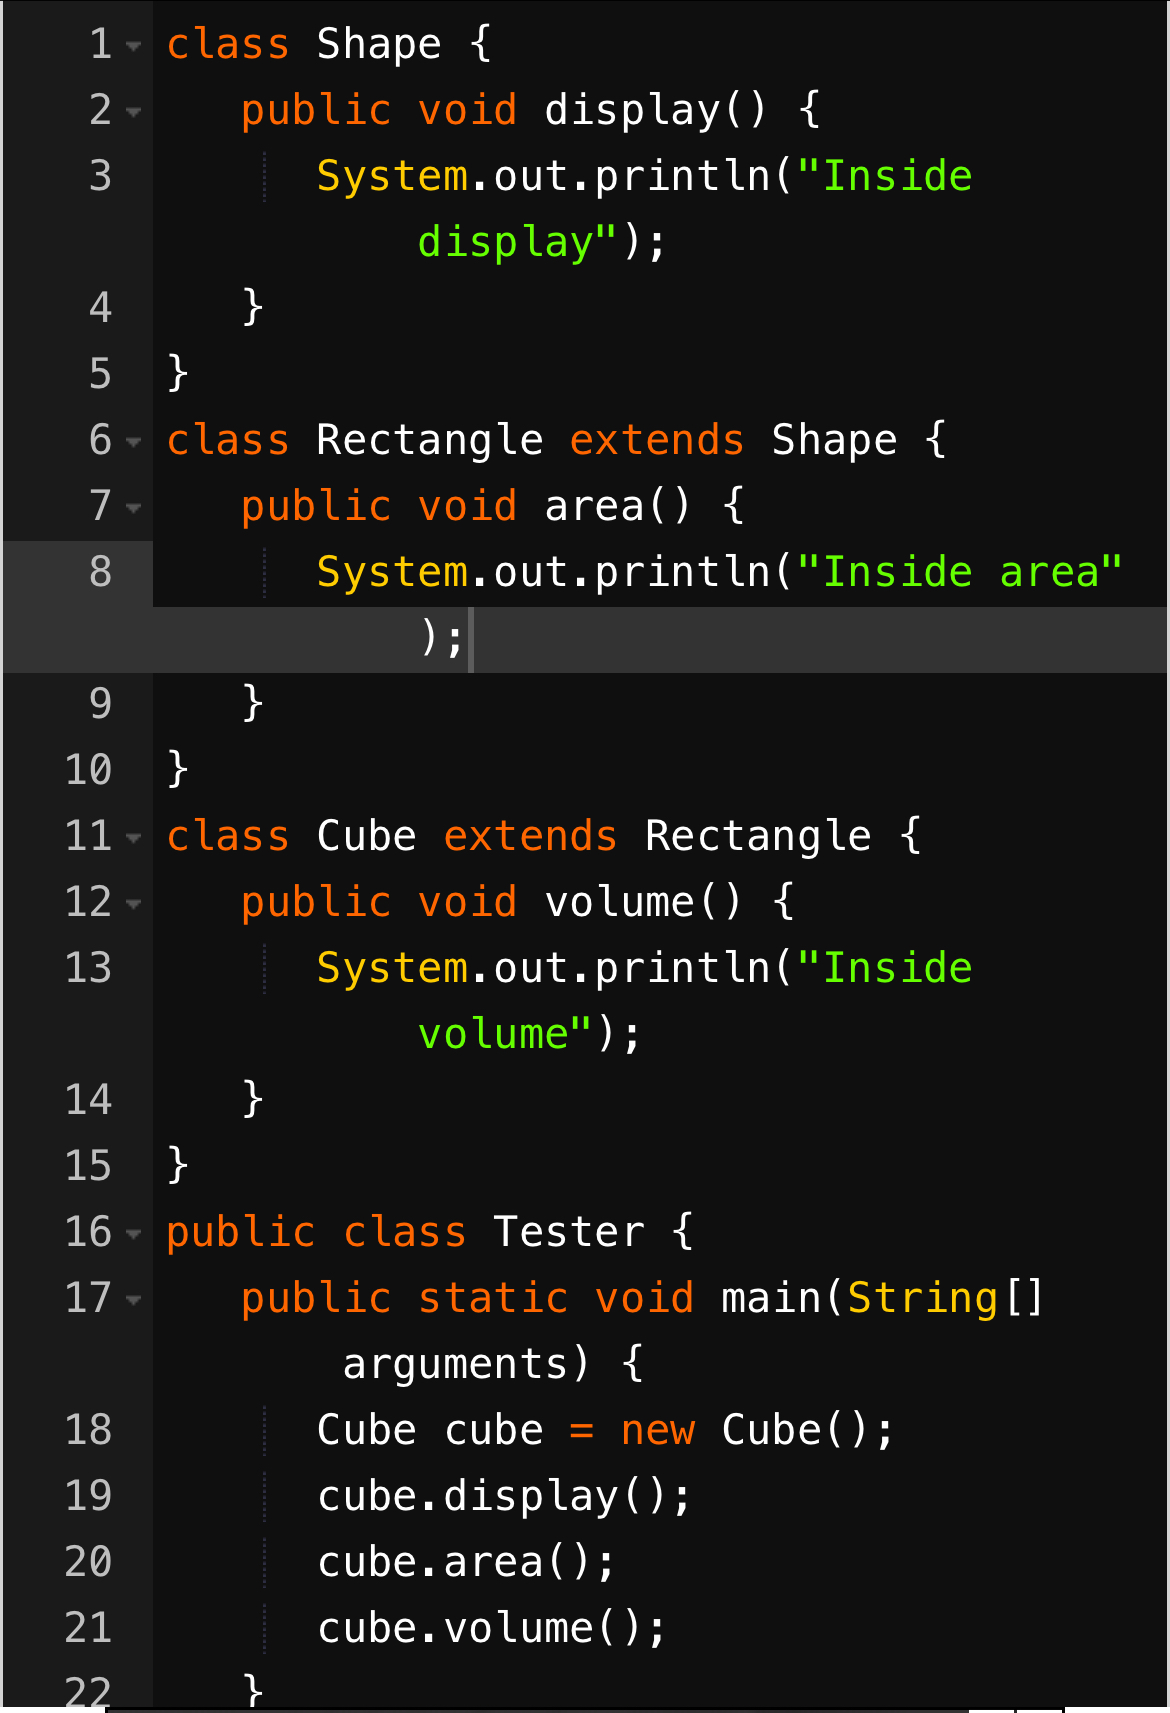 1 class Shape {
2 public void display() {
3 System.out.println("Inside
display");
4 }
5 }
6 class Rectangle extends Shape {
7 public void area() {
8 System.out.println("Inside area"
);
9 }
10 }
11 class Cube extends Rectangle {
12 public void volume() {
13 System.out.println("Inside
volume");
14 }
15 }
16 public class Tester {
17 public static void main(String[]
arguments) {
18 Cube cube = new Cube();
19 cube.display();
20 cube.area();
21 cube.volume();
22 }